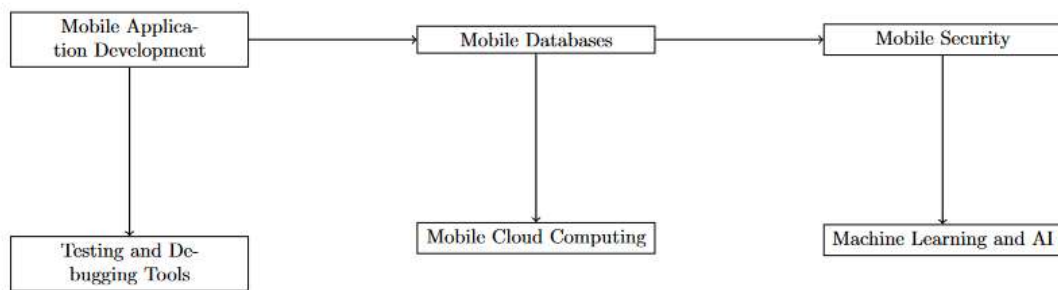 Mobile Applica-
tion Development
Mobile Databases
Mobile Security
Testing and De-
bugging Tools
Mobile Cloud Computing
Machine Learning and AI